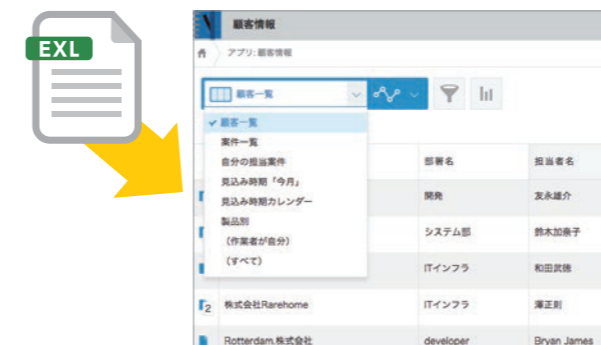 EXL
顧客情報
アプリ: 顧客情報
顧客一覧
✓ 顧客一覧
案件一覧
自分の担当案件
見込み時期「今月」
見込み時期カレンダー
製品別
(作業者が自分)
(すべて)
部署名 担当者名
開発 友永雄介
システム部 鈴木加奈子
ITインフラ 和田武徳
2 株式会社Rarehome ITインフラ 澤正則
Rotterdam.株式会社 developer Bryan James